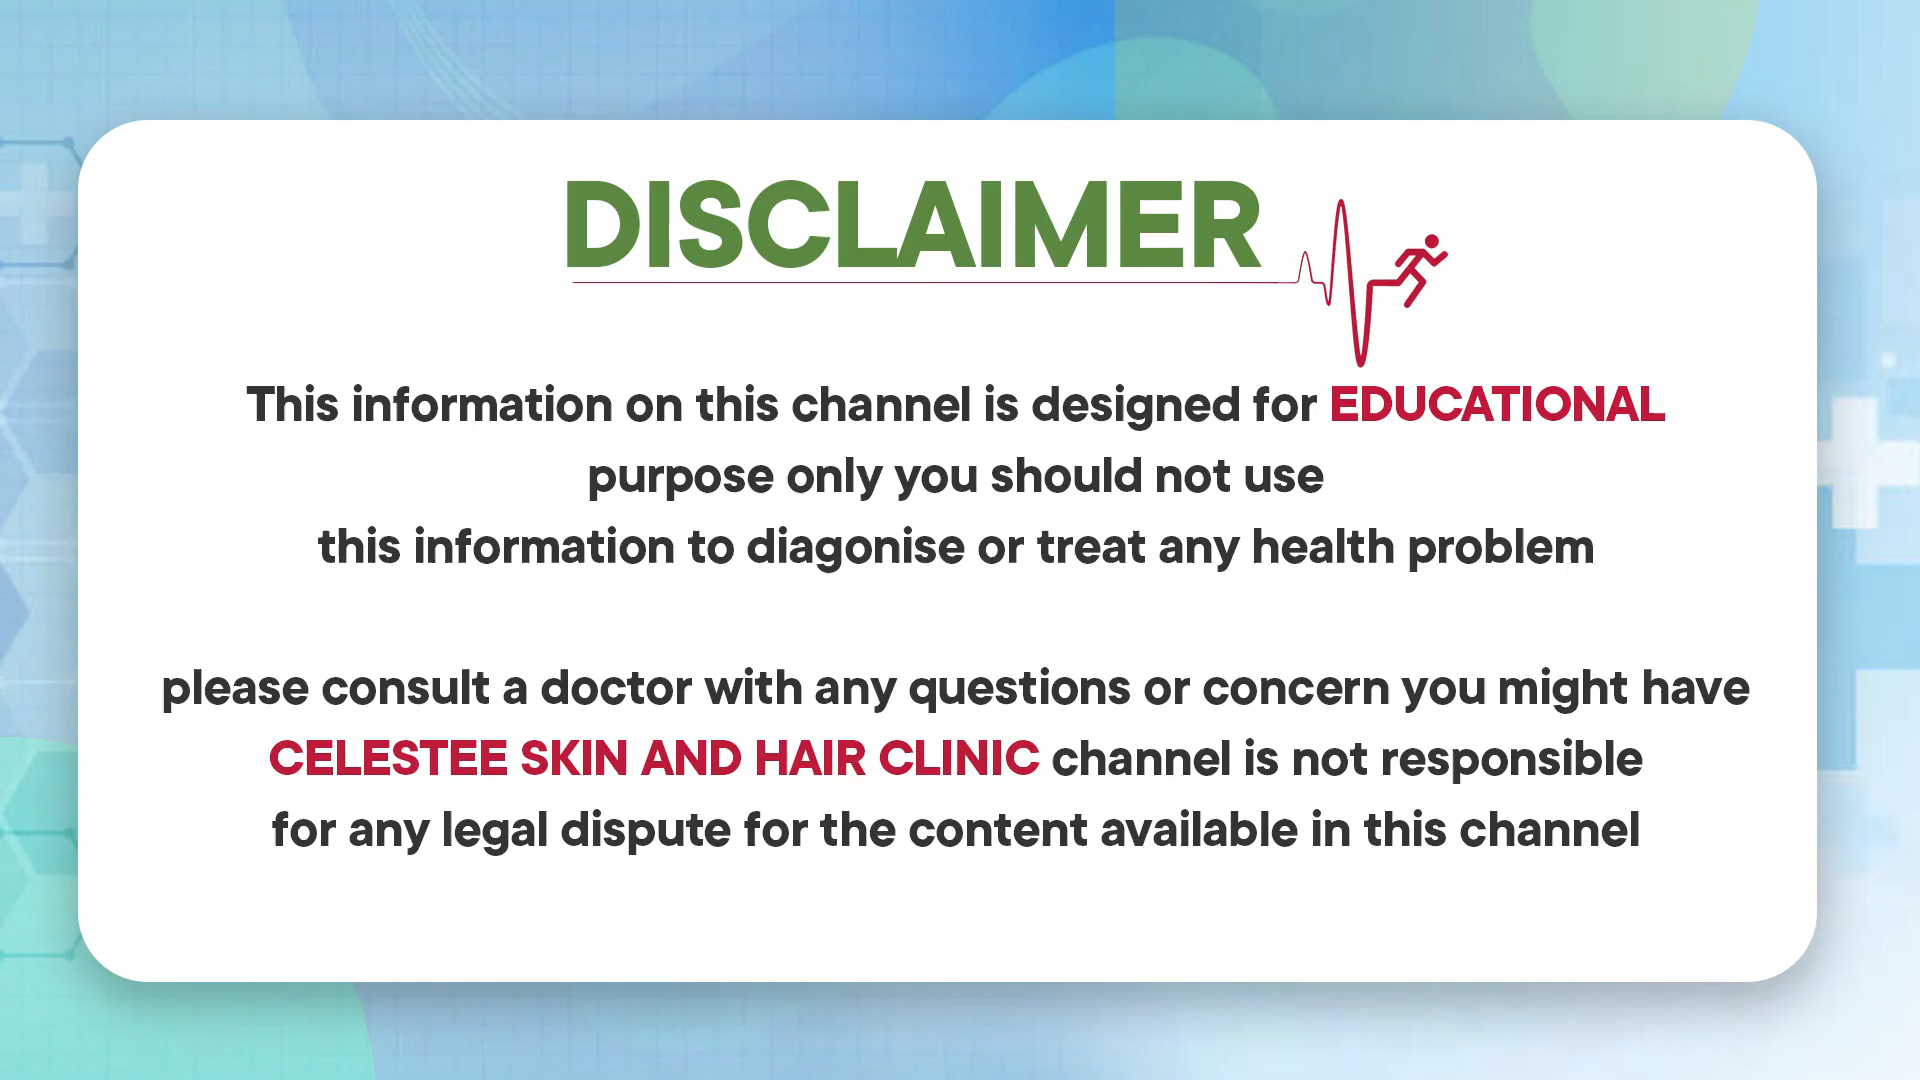 DISCLAIMER
This information on this channel is designed for EDUCATIONAL
purpose only you should not use
this information to diagonise or treat any health problem
please consult a doctor with any questions or concern you might have
CELESTEE SKIN AND HAIR CLINIC channel is not responsible
for any legal dispute for the content available in this channel